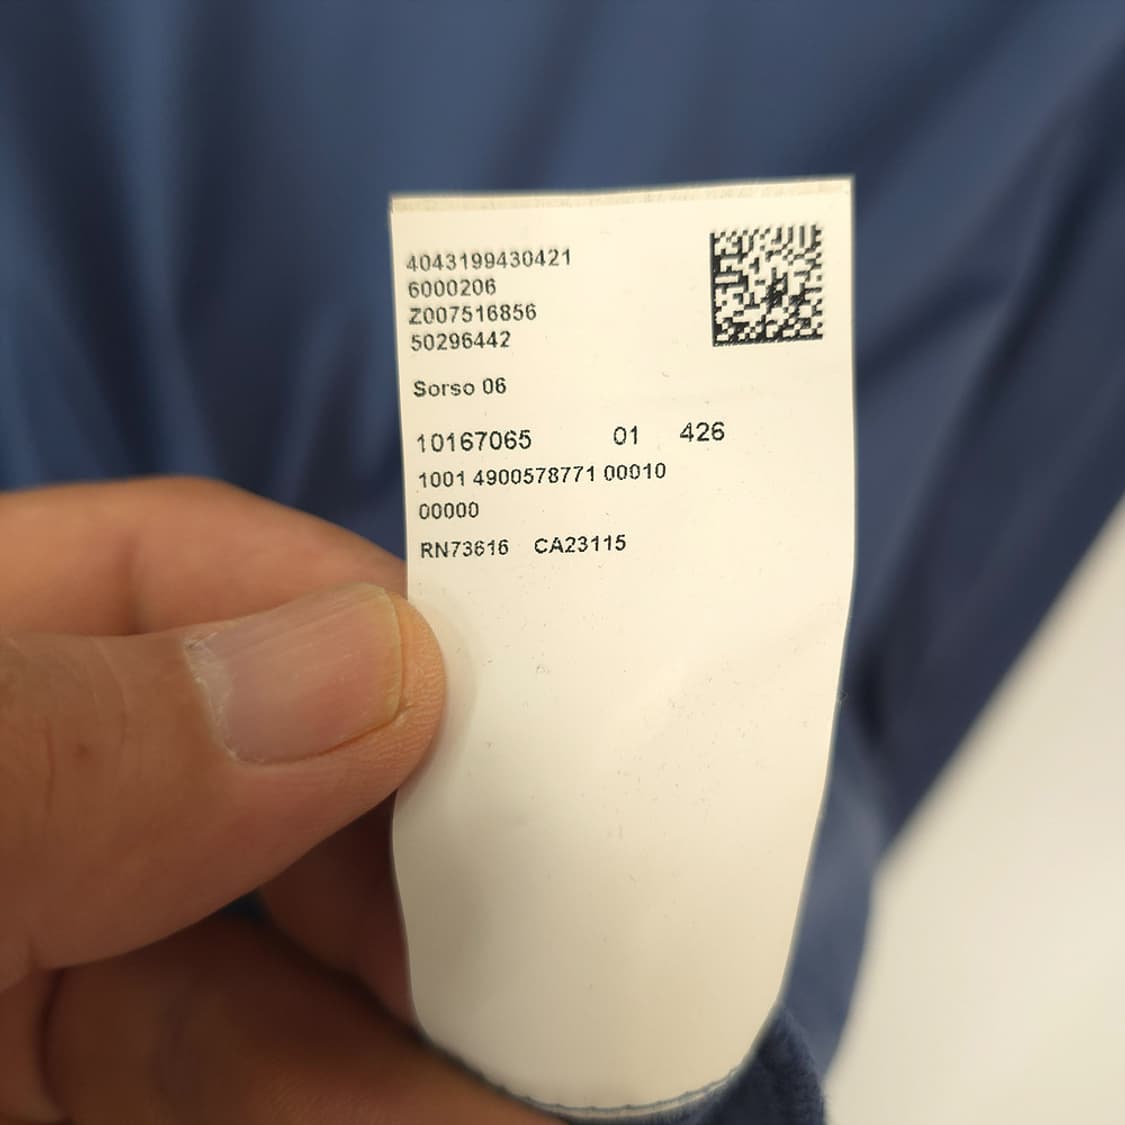 4043199430421
6000206
Z007516856
50296442
Sorso 06
10167065 01 426
1001 4900578771 00010
00000
RN73616 CA23115